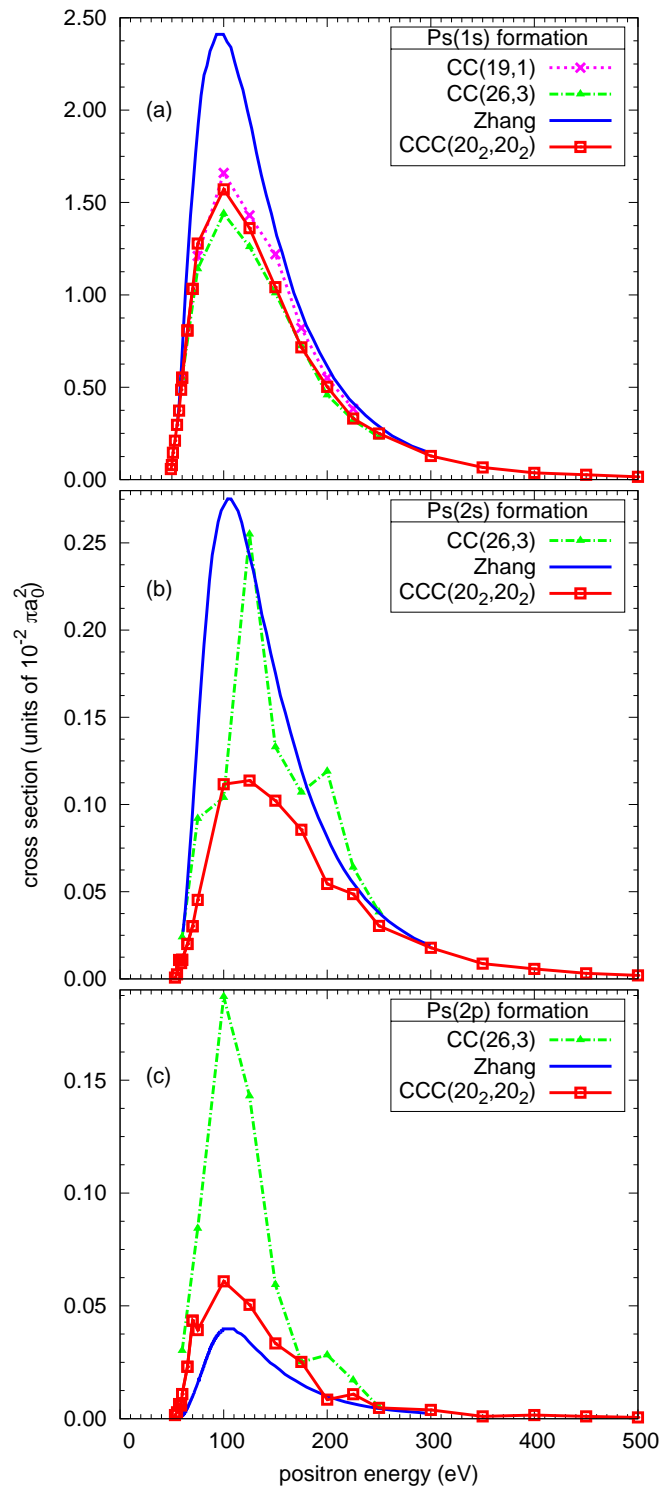 cross section (units of 10⁻² πa₀²)
2.50
2.00
1.50
1.00
0.50
0.00
(a)
Ps(1s) formation
CC(19,1)
CC(26,3)
Zhang
CCC(20₂,20₂)
0.25
0.20
0.15
0.10
0.05
0.00
(b)
Ps(2s) formation
CC(26,3)
Zhang
CCC(20₂,20₂)
0.15
0.10
0.05
0.00
(c)
Ps(2p) formation
CC(26,3)
Zhang
CCC(20₂,20₂)
0 100 200 300 400 500
positron energy (eV)